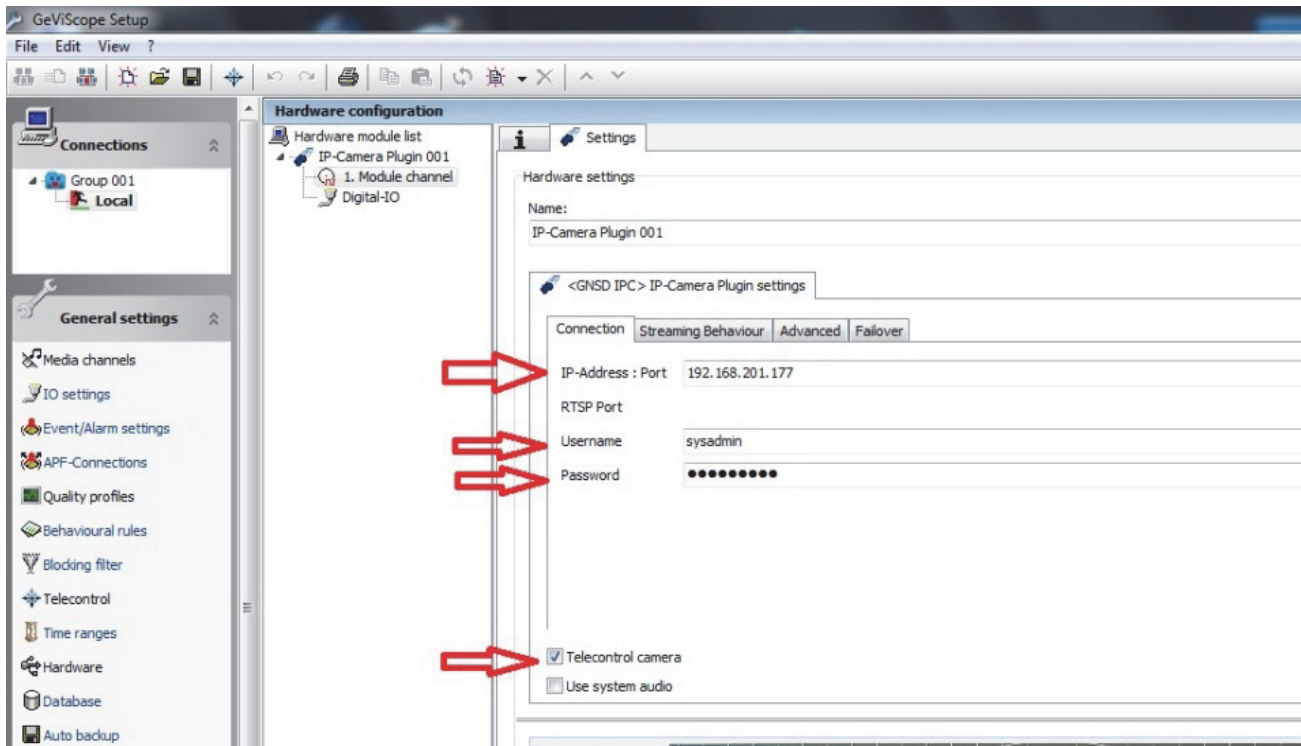 GeViScope Setup
File Edit View ?
Connections
Group 001
Local
General settings
Media channels
IO settings
Event/Alarm settings
APF-Connections
Quality profiles
Behavioural rules
Blocking filter
Telecontrol
Time ranges
Hardware
Database
Auto backup
Hardware configuration
Hardware module list
IP-Camera Plugin 001
1. Module channel
Digital-IO
i Settings
Hardware settings
Name:
IP-Camera Plugin 001
<GNSD IPC> IP-Camera Plugin settings
Connection Streaming Behaviour Advanced Failover
IP-Address : Port 192.168.201.177
RTSP Port
Username sysadmin
Password ●●●●●●●●●
Telecontrol camera
Use system audio